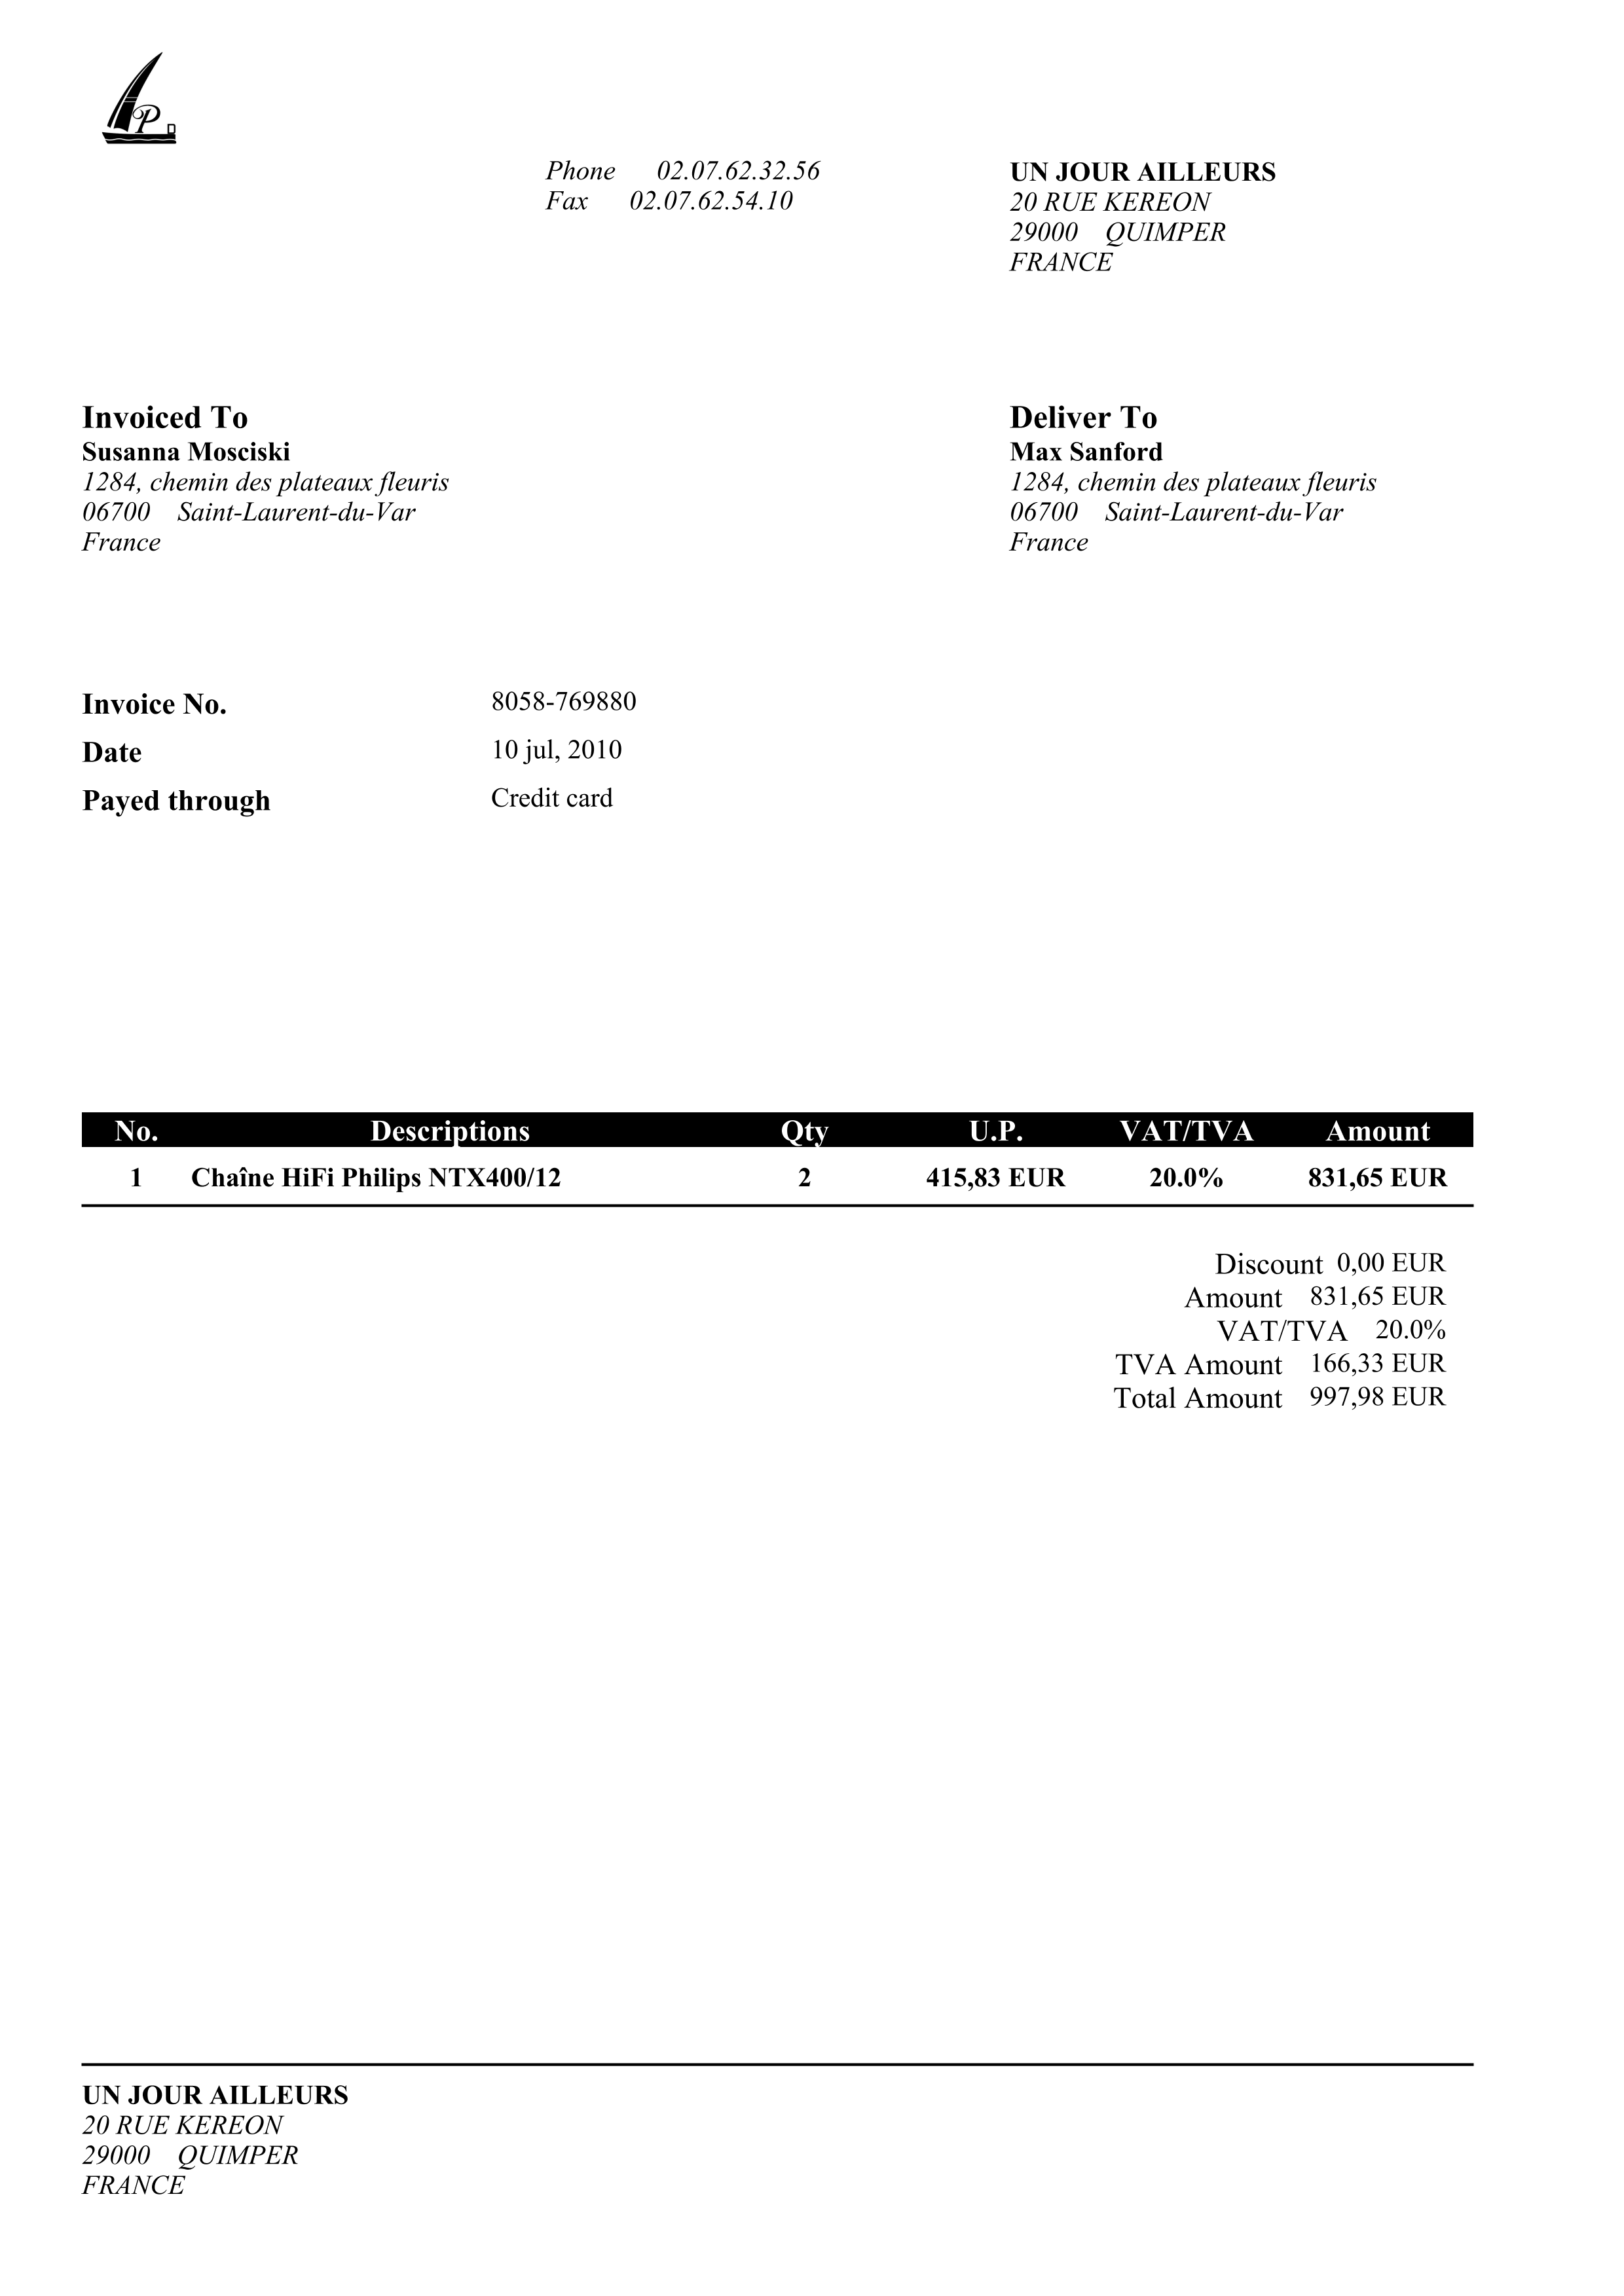 P
Phone 02.07.62.32.56
Fax 02.07.62.54.10
UN JOUR AILLEURS
20 RUE KEREON
29000 QUIMPER
FRANCE
Invoiced To
Susanna Mosciski
1284, chemin des plateaux fleuris
06700 Saint-Laurent-du-Var
France
Deliver To
Max Sanford
1284, chemin des plateaux fleuris
06700 Saint-Laurent-du-Var
France
Invoice No. 8058-769880
Date 10 jul, 2010
Payed through Credit card
No. Descriptions Qty U.P. VAT/TVA Amount
1 Chaîne HiFi Philips NTX400/12 2 415,83 EUR 20.0% 831,65 EUR
Discount 0,00 EUR
Amount 831,65 EUR
VAT/TVA 20.0%
TVA Amount 166,33 EUR
Total Amount 997,98 EUR
UN JOUR AILLEURS
20 RUE KEREON
29000 QUIMPER
FRANCE